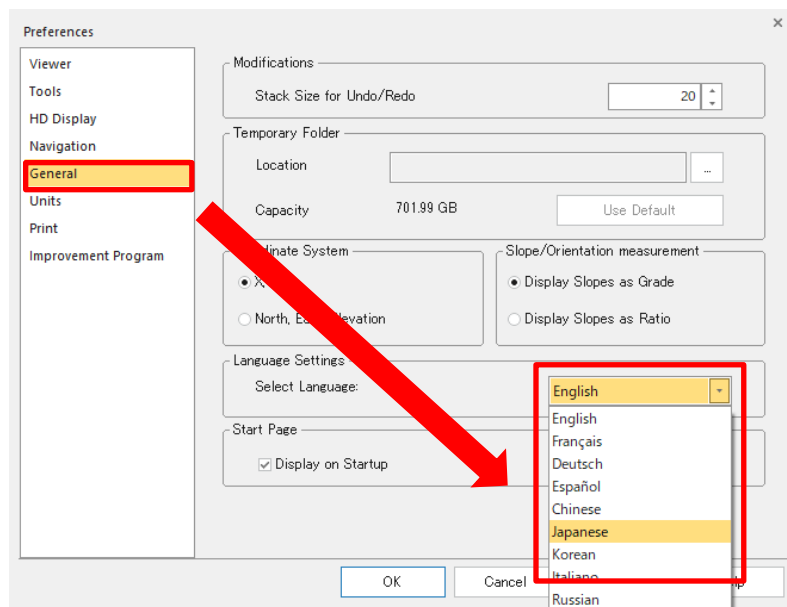 Preferences
Viewer
Tools
HD Display
Navigation
General
Units
Print
Improvement Program
Modifications
Stack Size for Undo/Redo
20
Temporary Folder
Location
...
Capacity
701.99 GB
Use Default
System
North,
Slope/Orientation measurement
Display Slopes as Grade
Display Slopes as Ratio
Language Settings
Select Language:
English
English
Français
Deutsch
Español
Chinese
Japanese
Korean
Italiano
Russian
Start Page
Display on Startup
OK
Cancel